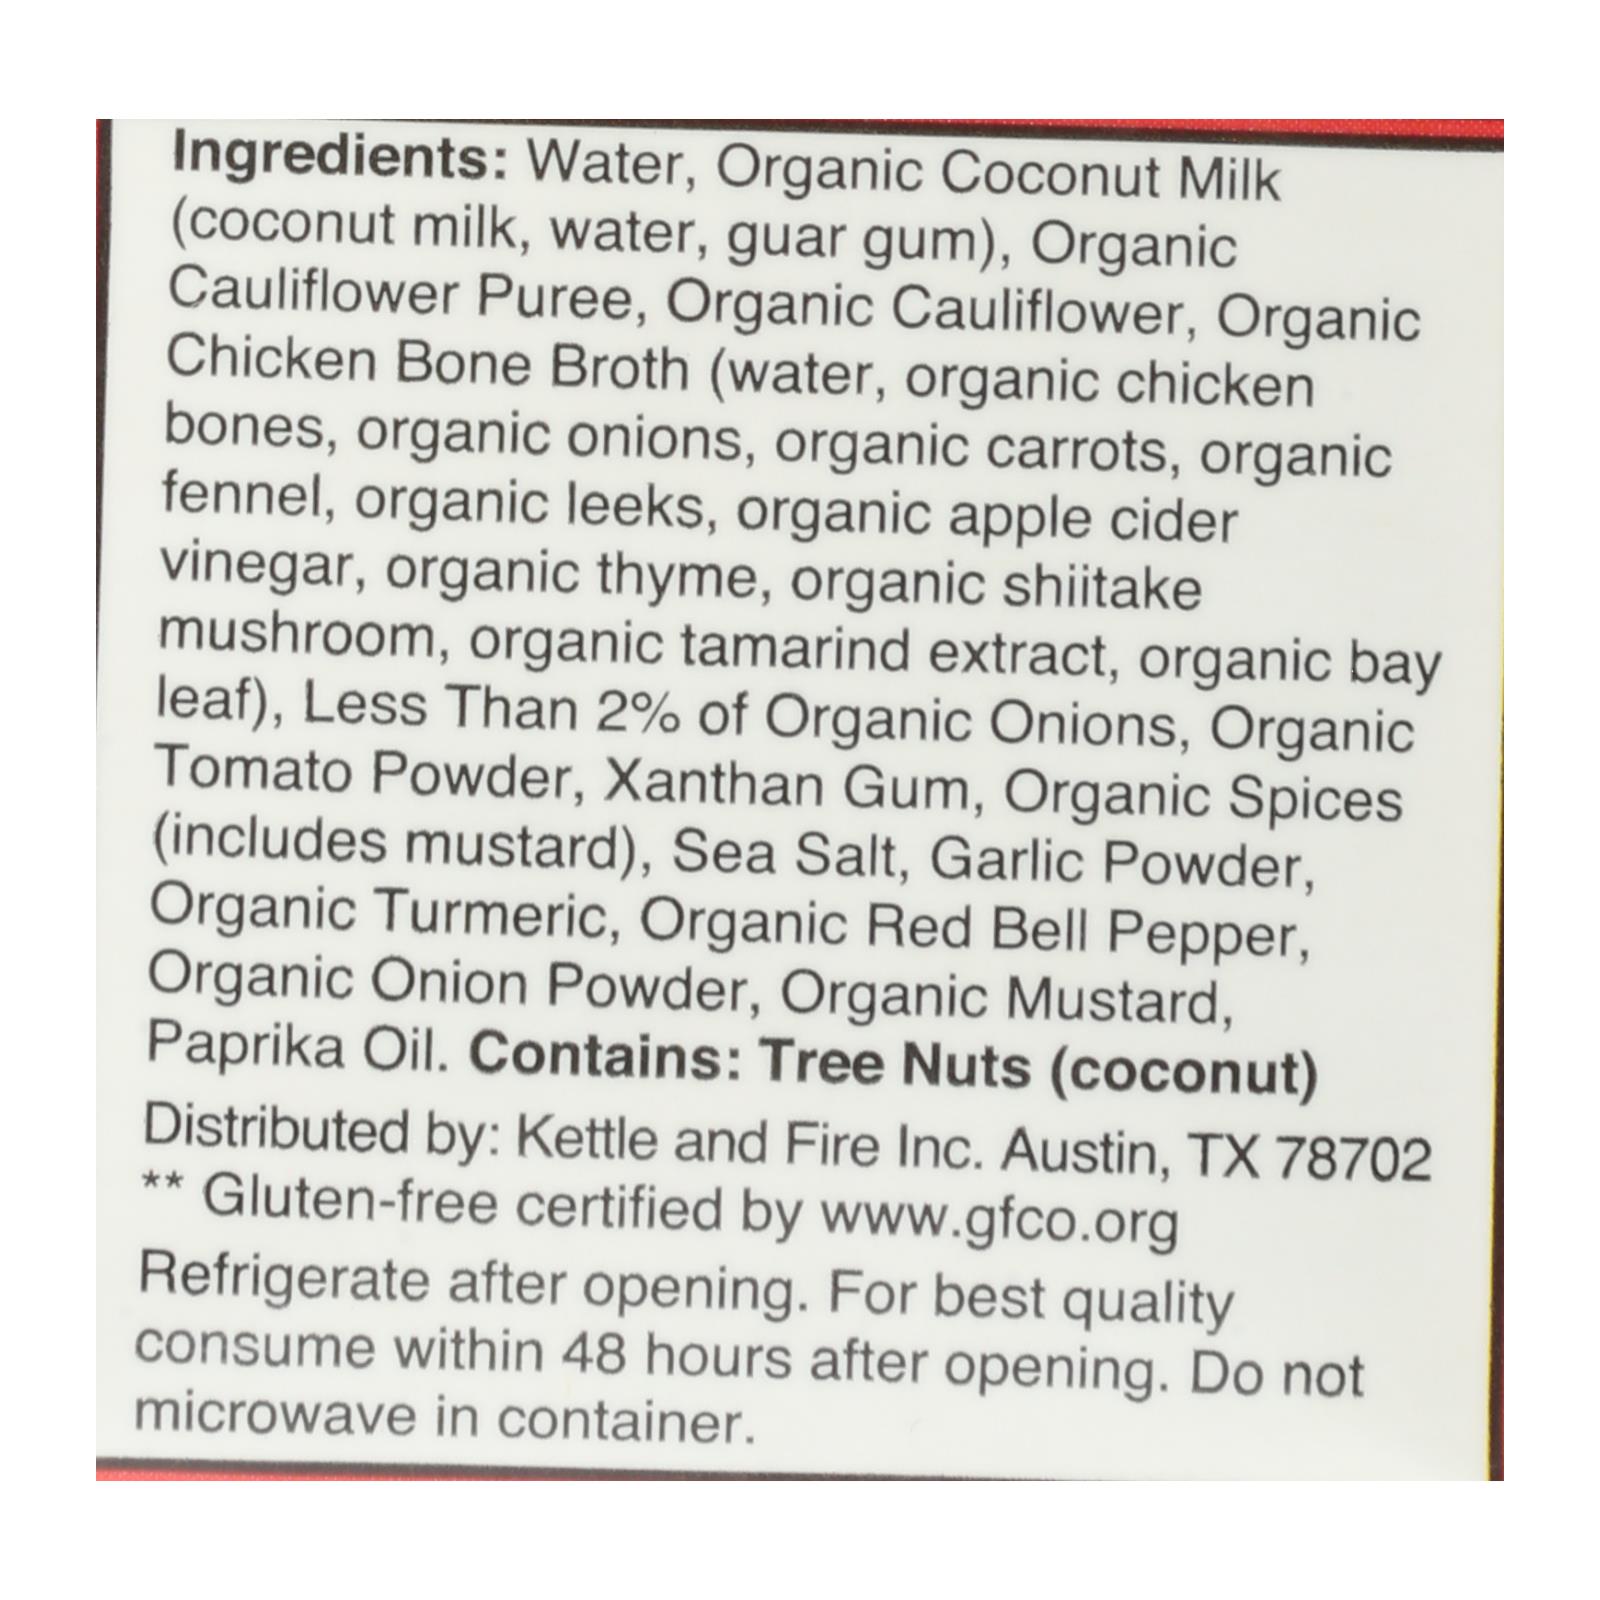 Ingredients: Water, Organic Coconut Milk
(coconut milk, water, guar gum), Organic
Cauliflower Puree, Organic Cauliflower, Organic
Chicken Bone Broth (water, organic chicken
bones, organic onions, organic carrots, organic
fennel, organic leeks, organic apple cider
vinegar, organic thyme, organic shiitake
mushroom, organic tamarind extract, organic bay
leaf), Less Than 2% of Organic Onions, Organic
Tomato Powder, Xanthan Gum, Organic Spices
(includes mustard), Sea Salt, Garlic Powder,
Organic Turmeric, Organic Red Bell Pepper,
Organic Onion Powder, Organic Mustard,
Paprika Oil. Contains: Tree Nuts (coconut)
Distributed by: Kettle and Fire Inc. Austin, TX 78702
** Gluten-free certified by www.gfco.org
Refrigerate after opening. For best quality
consume within 48 hours after opening. Do not
microwave in container.